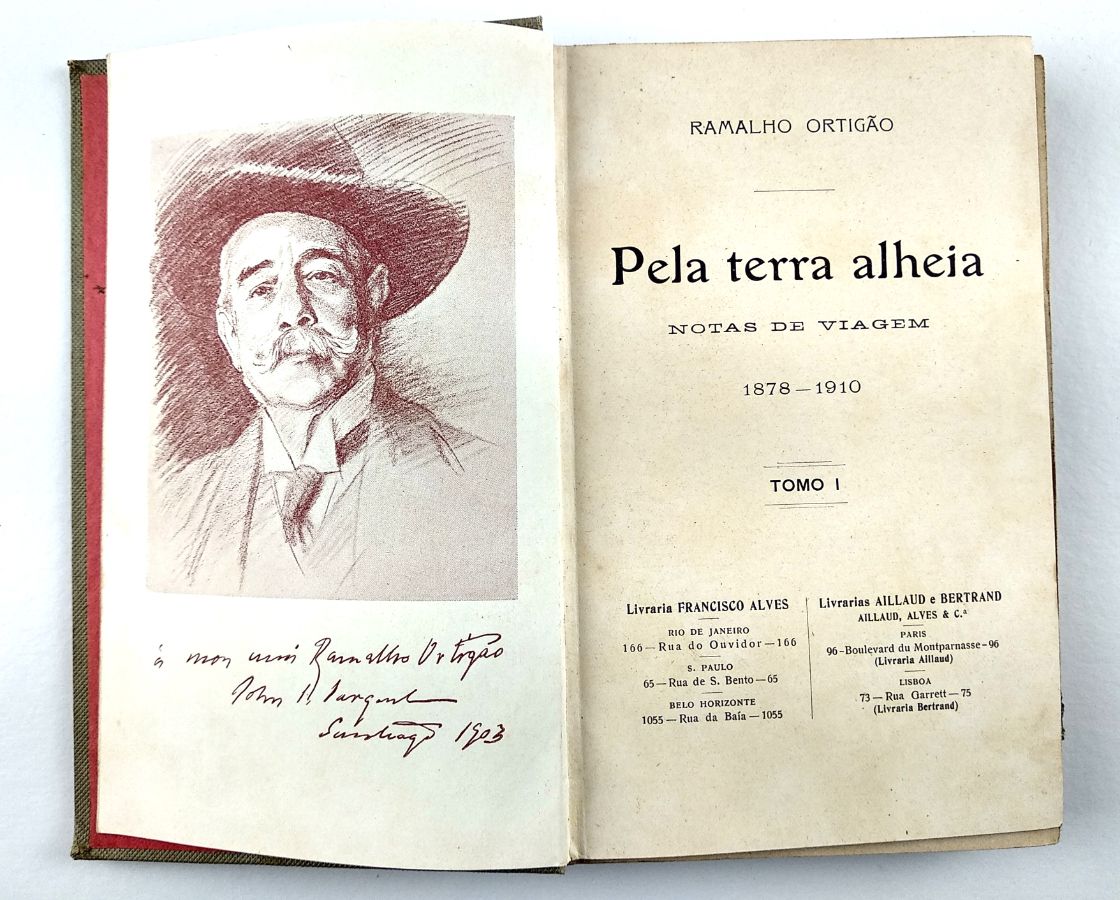 à mon ami Ramalho Ortigão
John S. Sargent
Santiago 1903
RAMALHO ORTIGÃO
Pela terra alheia
NOTAS DE VIAGEM
1878—1910
TOMO I
Livraria FRANCISCO ALVES
RIO DE JANEIRO
166—Rua do Ouvidor—166
S. PAULO
65—Rua de S. Bento—65
BELO HORIZONTE
1055—Rua da Baía—1055
Livrarias AILLAUD e BERTRAND
AILLAUD, ALVES & C.ª
PARIS
96-Boulevard du Montparnasse-96
(Livraria Aillaud)
LISBOA
73—Rua Garrett—75
(Livraria Bertrand)